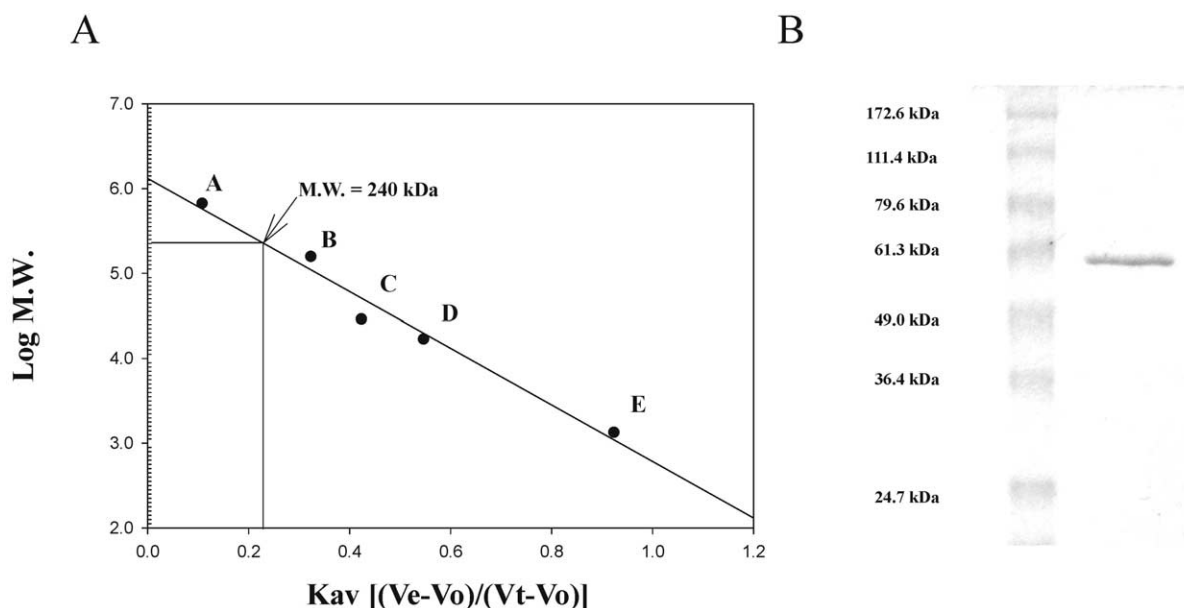 A
B
7.0
6.0
5.0
4.0
3.0
2.0
Log M.W.
A
M.W. = 240 kDa
B
C
D
E
0.0 0.2 0.4 0.6 0.8 1.0 1.2
Kav [(Ve-Vo)/(Vt-Vo)]
172.6 kDa
111.4 kDa
79.6 kDa
61.3 kDa
49.0 kDa
36.4 kDa
24.7 kDa